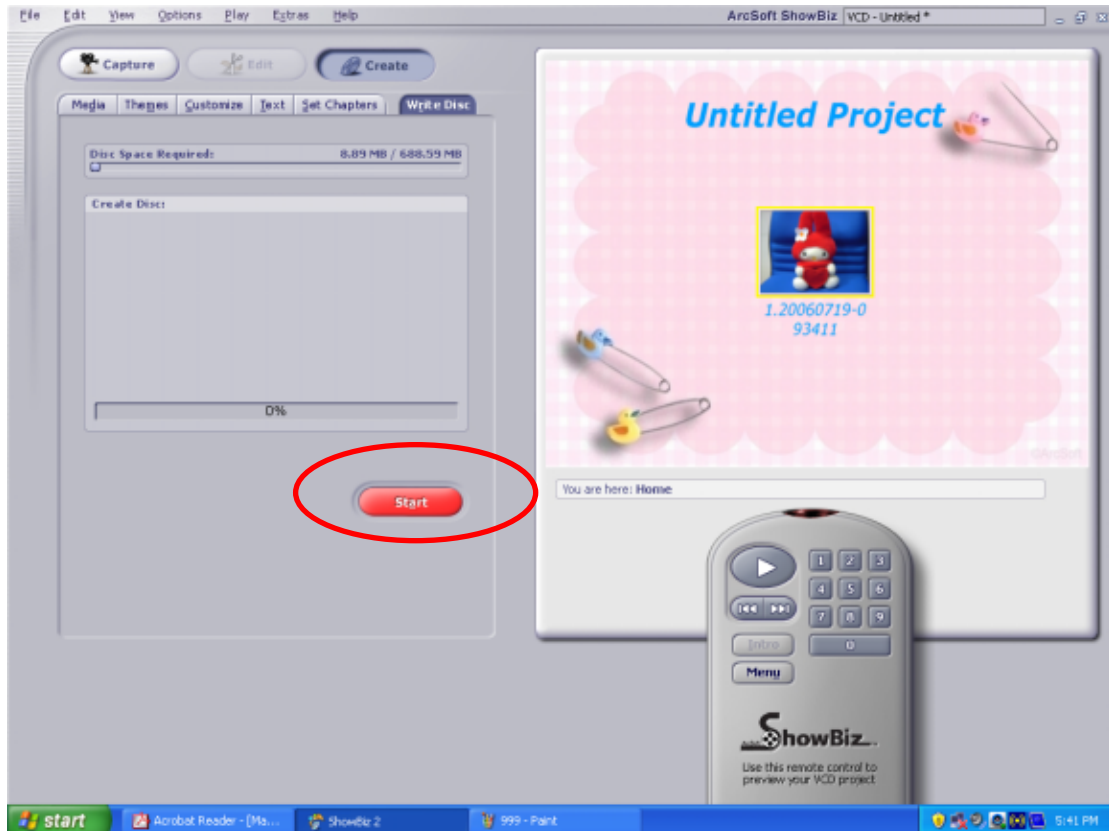 File Edit View Options Play Extras Help
ArcSoft ShowBiz VCD - Untitled *
Capture Edit Create
Media Themes Customize Text Set Chapters Write Disc
Disc Space Required: 8.89 MB / 688.59 MB
Create Disc:
0%
Start
Untitled Project
1.20060719-0
93411
©ArcSoft
You are here: Home
1 2 3
4 5 6
7 8 9
Intro 0
Menu
ShowBiz
Use this remote control to
preview your VCD project
start Acrobat Reader - [Ma... ShowBiz 2 999 - Paint 5:41 PM